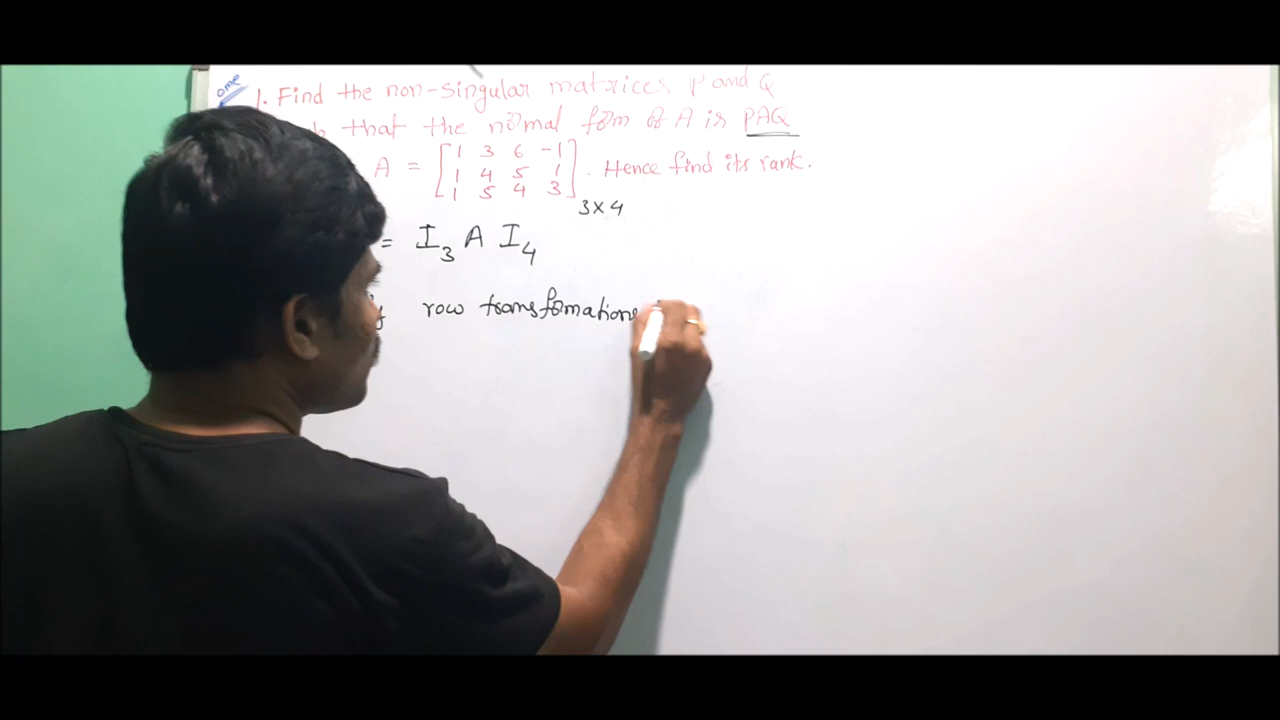 ome
1. Find the non-singular matrices P and Q
that the normal form of A is PAQ
A = [ 1 3 6 -1
1 4 5 1
1 5 4 3 ] . Hence find its rank.
3×4
= I₃ A I₄
row transformations